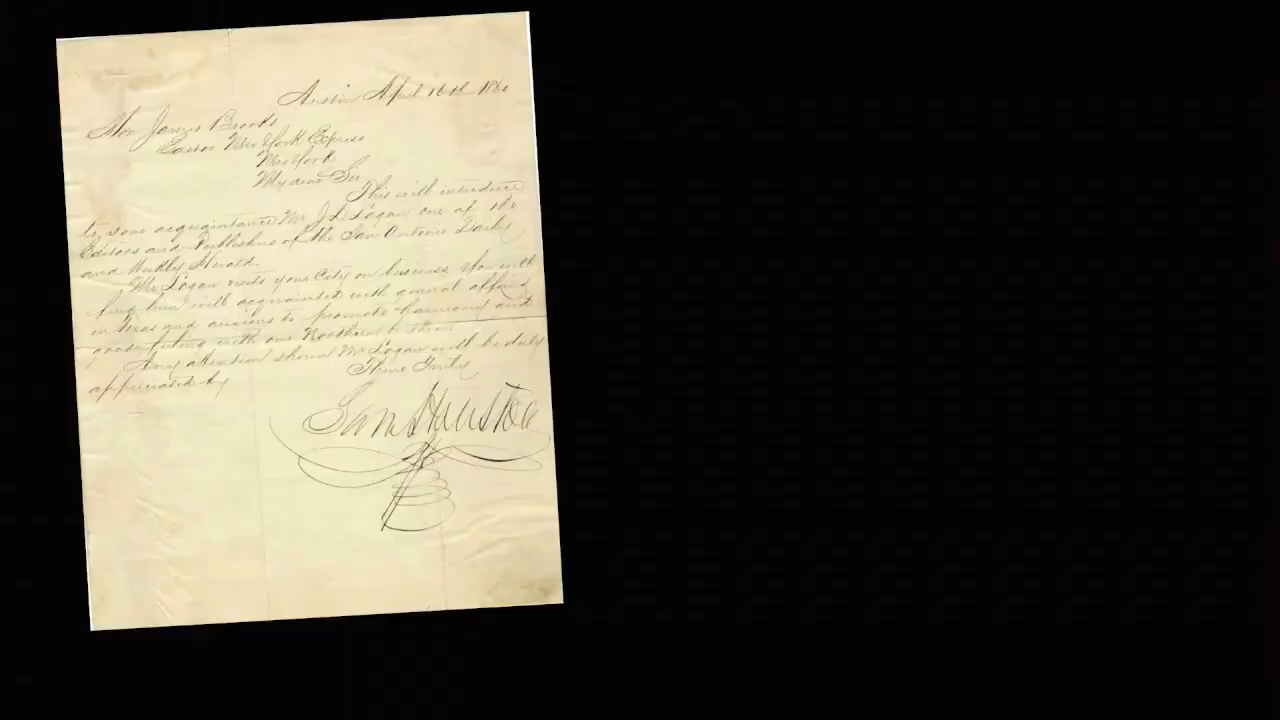 Austin April 16th 1860
Hon James Brooks
Editor New York Express
New York
My dear Sir
This will introduce
to your acquaintance Mr J L Logan one of the
Editors and Publishers of the San Antonio Daily
and Weekly Herald.
Mr Logan visits your City on business You will
find him well acquainted with general affairs
in Texas and anxious to promote harmony and
good feeling with our Northern brethren
Any attention shown Mr Logan will be duly
appreciated by
Thine Truly
Sam Houston